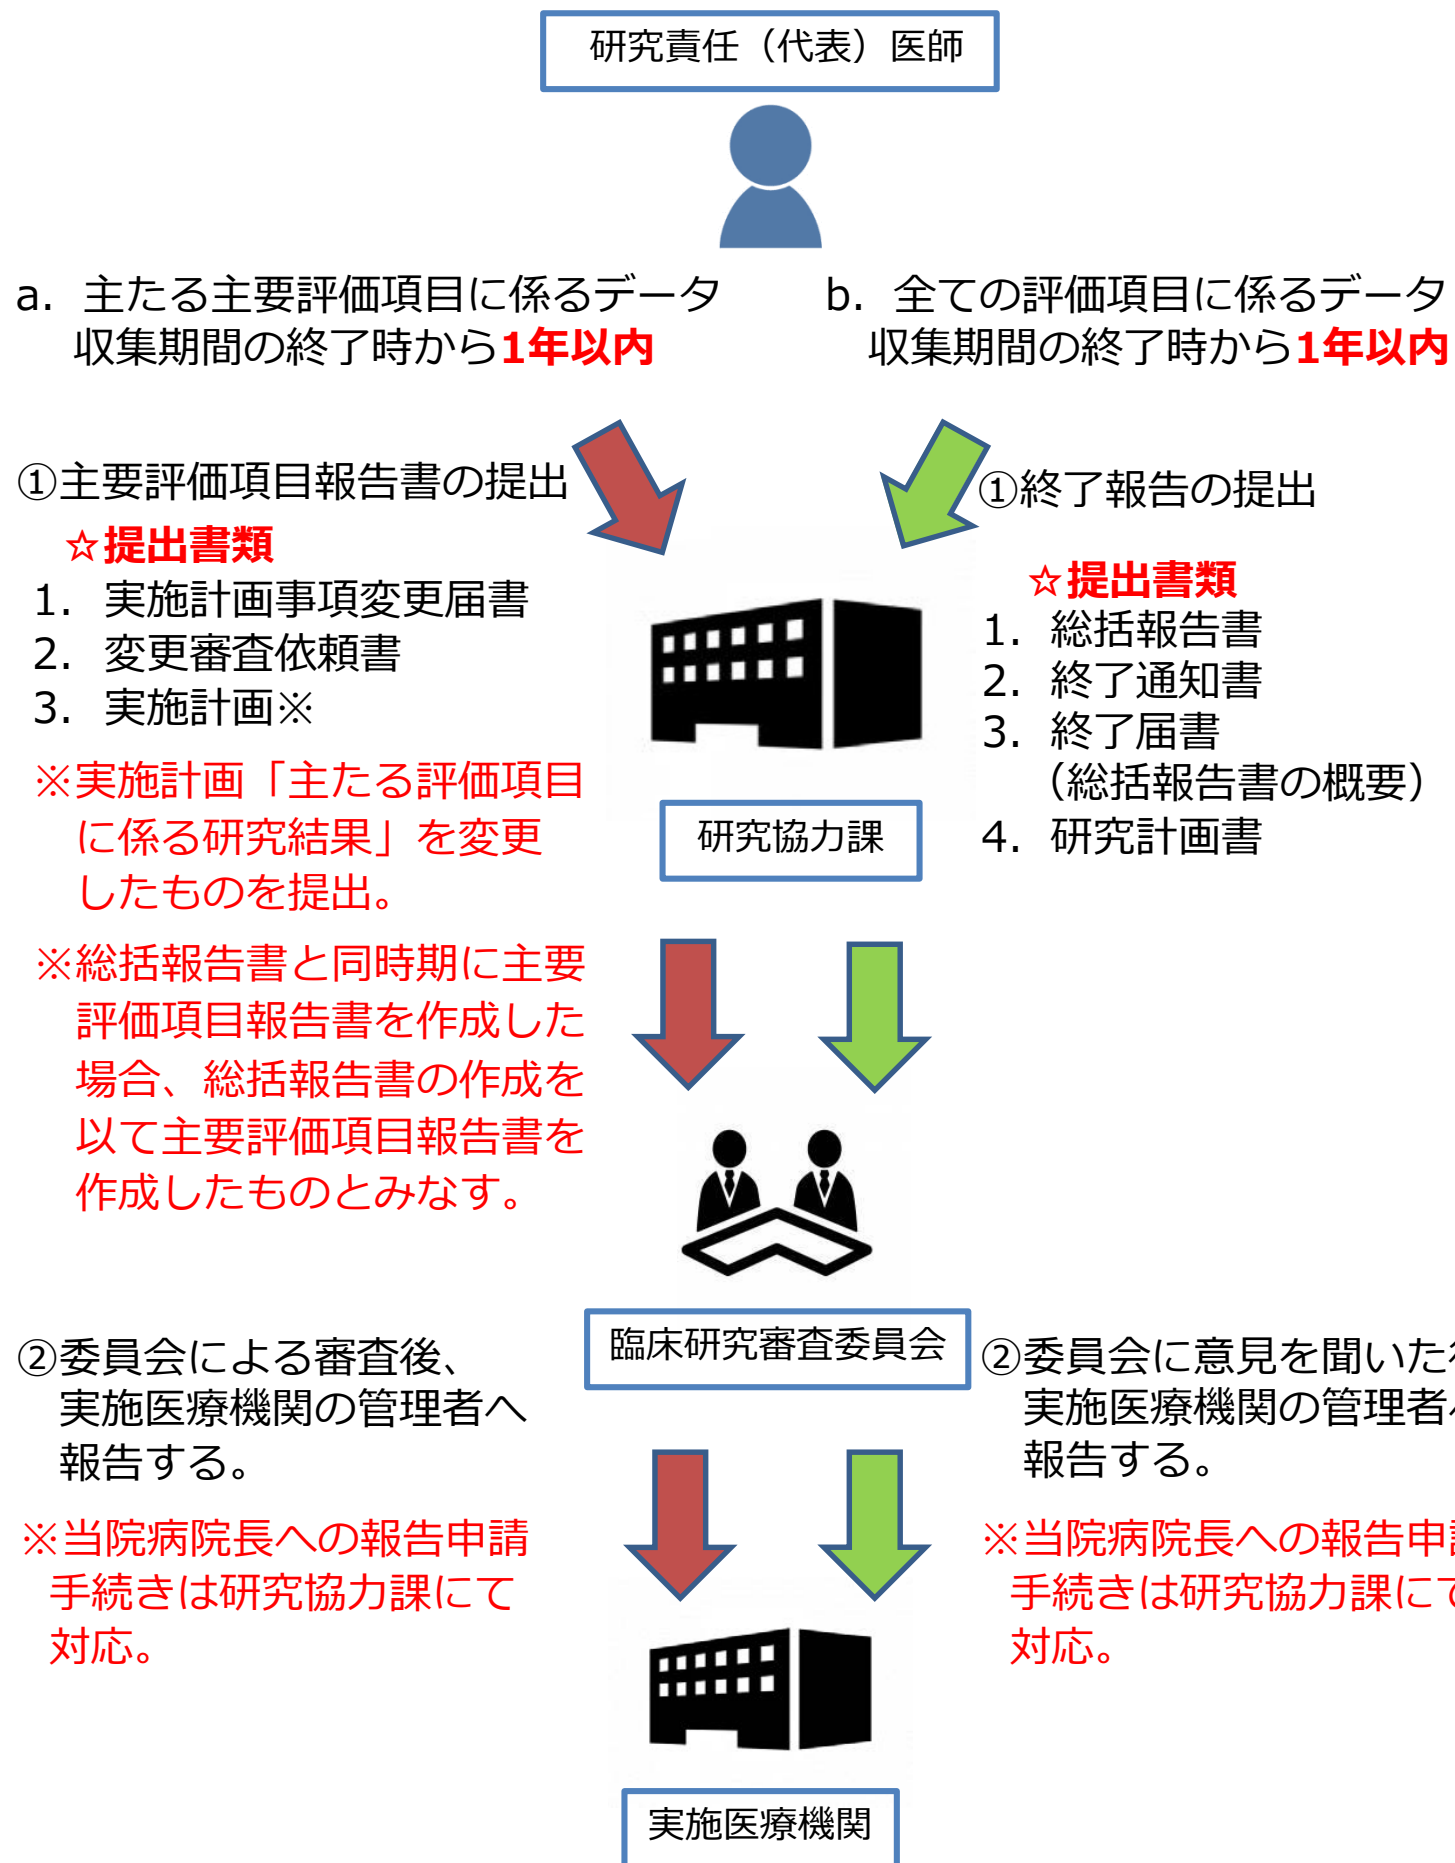 研究責任（代表）医師
a. 主たる主要評価項目に係るデータ
収集期間の終了時から1年以内
b. 全ての評価項目に係るデータ
収集期間の終了時から1年以内
①主要評価項目報告書の提出
☆提出書類
1. 実施計画事項変更届書
2. 変更審査依頼書
3. 実施計画※
※実施計画「主たる評価項目
に係る研究結果」を変更
したものを提出。
※総括報告書と同時期に主要
評価項目報告書を作成した
場合、総括報告書の作成を
以て主要評価項目報告書を
作成したものとみなす。
①終了報告の提出
☆提出書類
1. 総括報告書
2. 終了通知書
3. 終了届書
（総括報告書の概要）
4. 研究計画書
研究協力課
臨床研究審査委員会
②委員会による審査後、
実施医療機関の管理者へ
報告する。
※当院病院長への報告申請
手続きは研究協力課にて
対応。
②委員会に意見を聞いた
実施医療機関の管理者
報告する。
※当院病院長への報告申
手続きは研究協力課に
対応。
実施医療機関